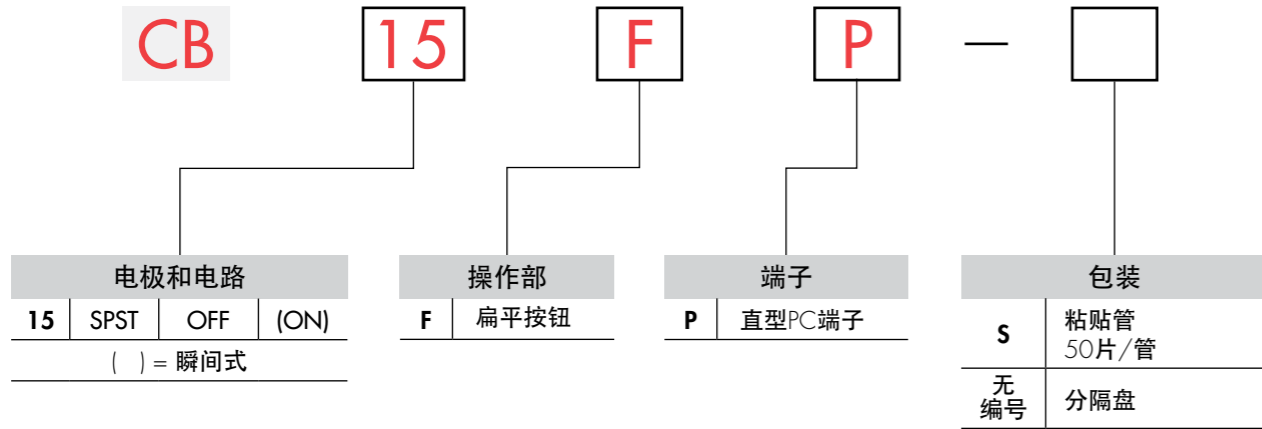 CB 15 F P —
电极和电路
15 SPST OFF (ON)
( ) = 瞬间式
操作部
F 扁平按钮
端子
P 直型PC端子
包装
S 粘贴管
50片/管
无
编号 分隔盘